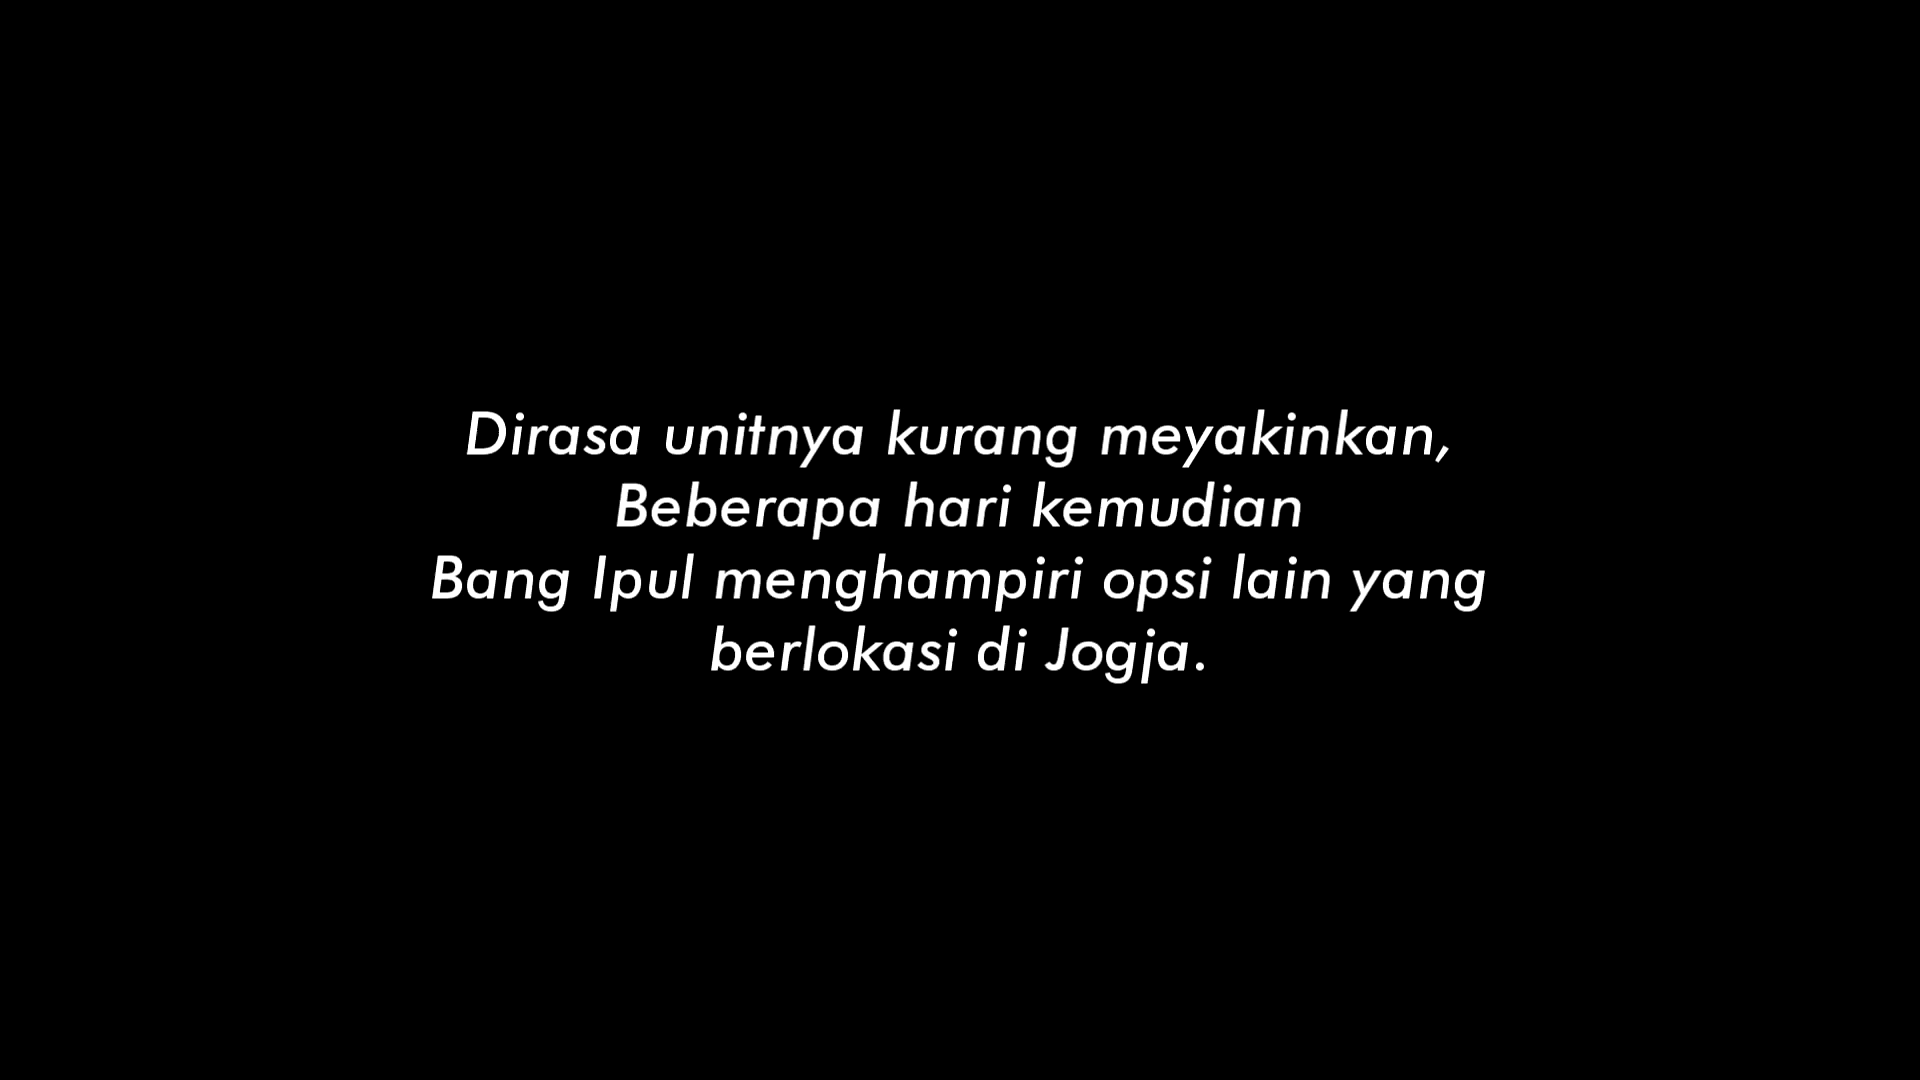 Dirasa unitnya kurang meyakinkan,
Beberapa hari kemudian
Bang Ipul menghampiri opsi lain yang
berlokasi di Jogja.